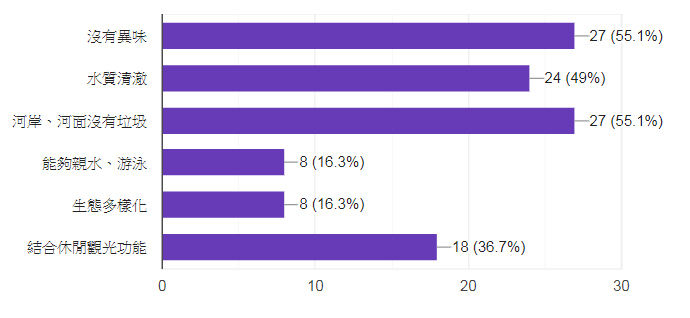 沒有異味 27 (55.1%)
水質清澈 24 (49%)
河岸、河面沒有垃圾 27 (55.1%)
能夠親水、游泳 8 (16.3%)
生態多樣化 8 (16.3%)
結合休閒觀光功能 18 (36.7%)
0 10 20 30